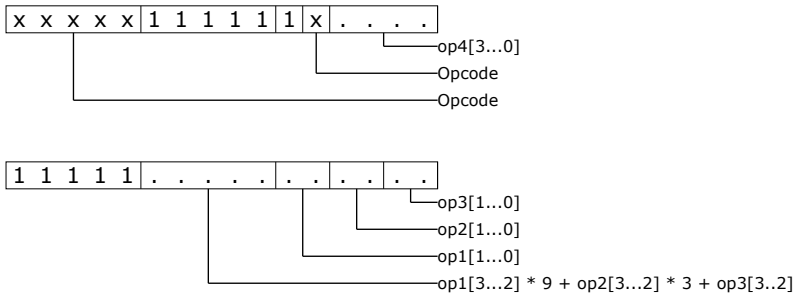 x x x x x 1 1 1 1 1 1 1 x . . . .
op4[3...0]
Opcode
Opcode
1 1 1 1 1 . . . . . . . . . . .
op3[1...0]
op2[1...0]
op1[1...0]
op1[3...2] * 9 + op2[3...2] * 3 + op3[3..2]